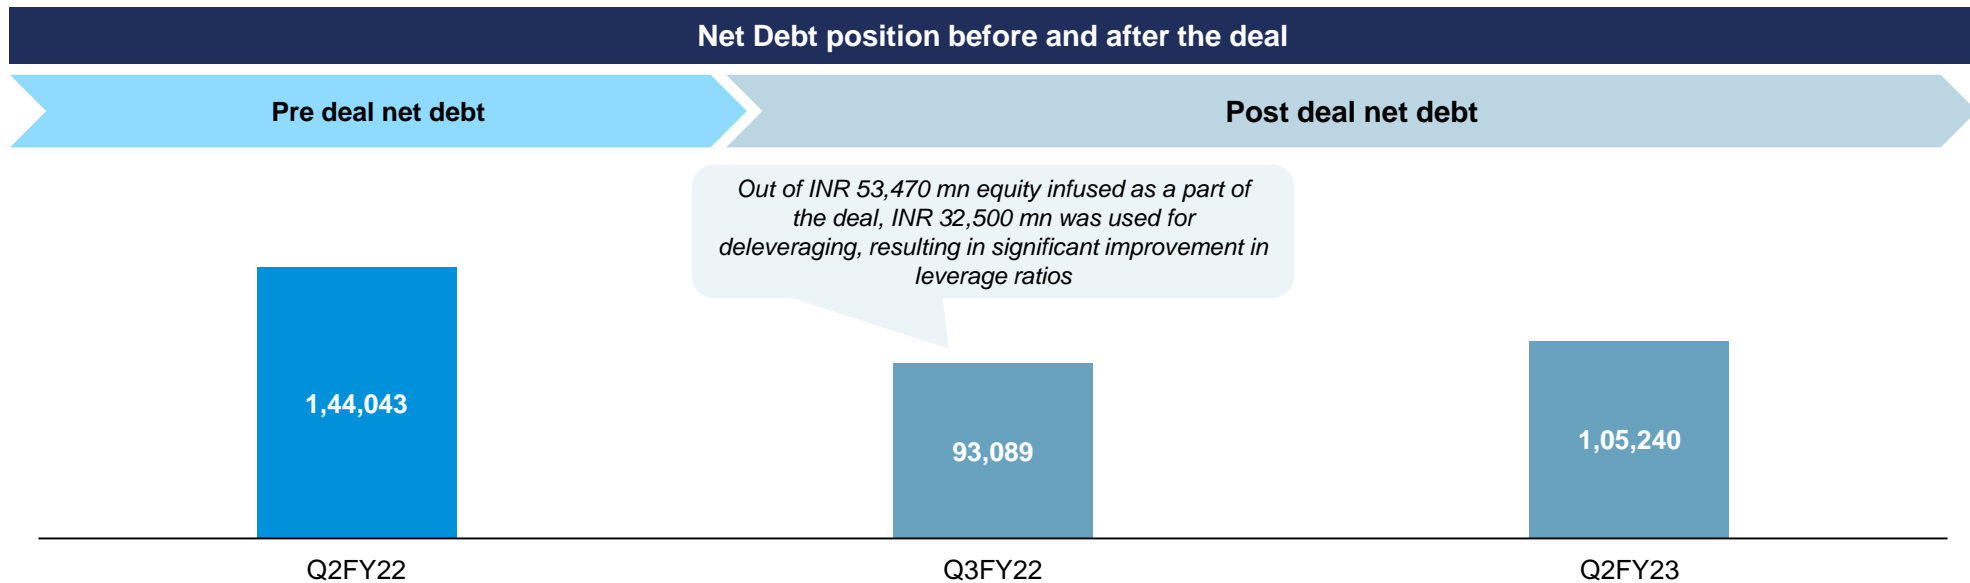 Net Debt position before and after the deal
Pre deal net debt
Post deal net debt
Out of INR 53,470 mn equity infused as a part of
the deal, INR 32,500 mn was used for
deleveraging, resulting in significant improvement in
leverage ratios
1,44,043
93,089
1,05,240
Q2FY22
Q3FY22
Q2FY23